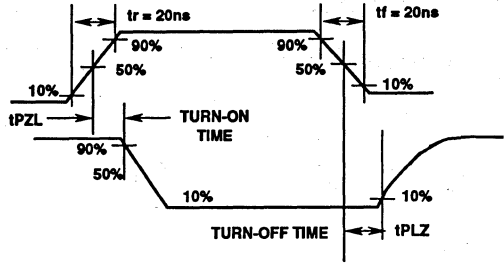 tr = 20ns
tf = 20ns
90%
90%
50%
50%
10%
10%
tPZL
TURN-ON
TIME
90%
50%
10%
10%
TURN-OFF TIME
tPLZ